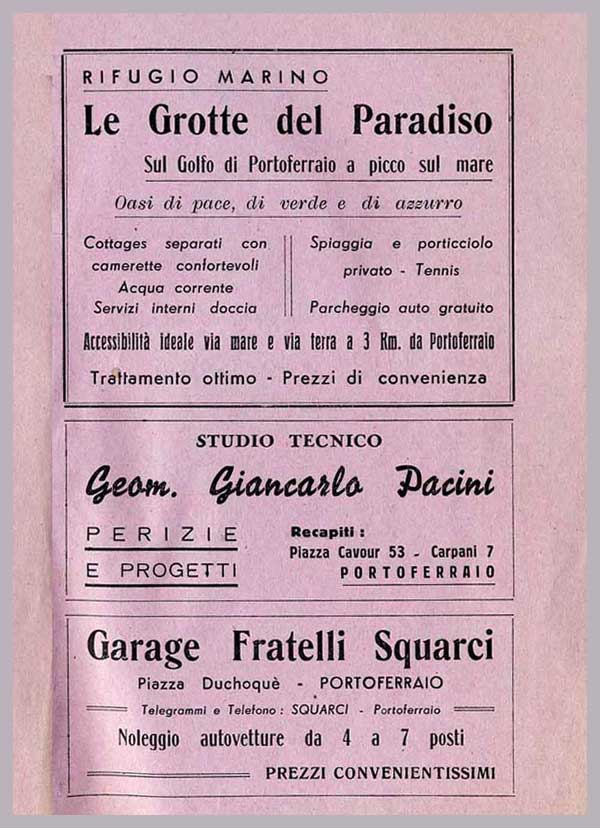 RIFUGIO MARINO
Le Grotte del Paradiso
Sul Golfo di Portoferraio a picco sul mare
Oasi di pace, di verde e di azzurro
Cottages separati con
camerette confortevoli
Acqua corrente
Servizi interni doccia
Spiaggia e porticciolo
privato - Tennis
Parcheggio auto gratuito
Accessibilità ideale via mare e via terra a 3 Km. da Portoferraio
Trattamento ottimo - Prezzi di convenienza
STUDIO TECNICO
Geom. Giancarlo Pacini
PERIZIE
E PROGETTI
Recapiti :
Piazza Cavour 53 - Carpani 7
PORTOFERRAIO
Garage Fratelli Squarci
Piazza Duchoquè - PORTOFERRAIO
Telegrammi e Telefono : SQUARCI - Portoferraio
Noleggio autovetture da 4 a 7 posti
PREZZI CONVENIENTISSIMI